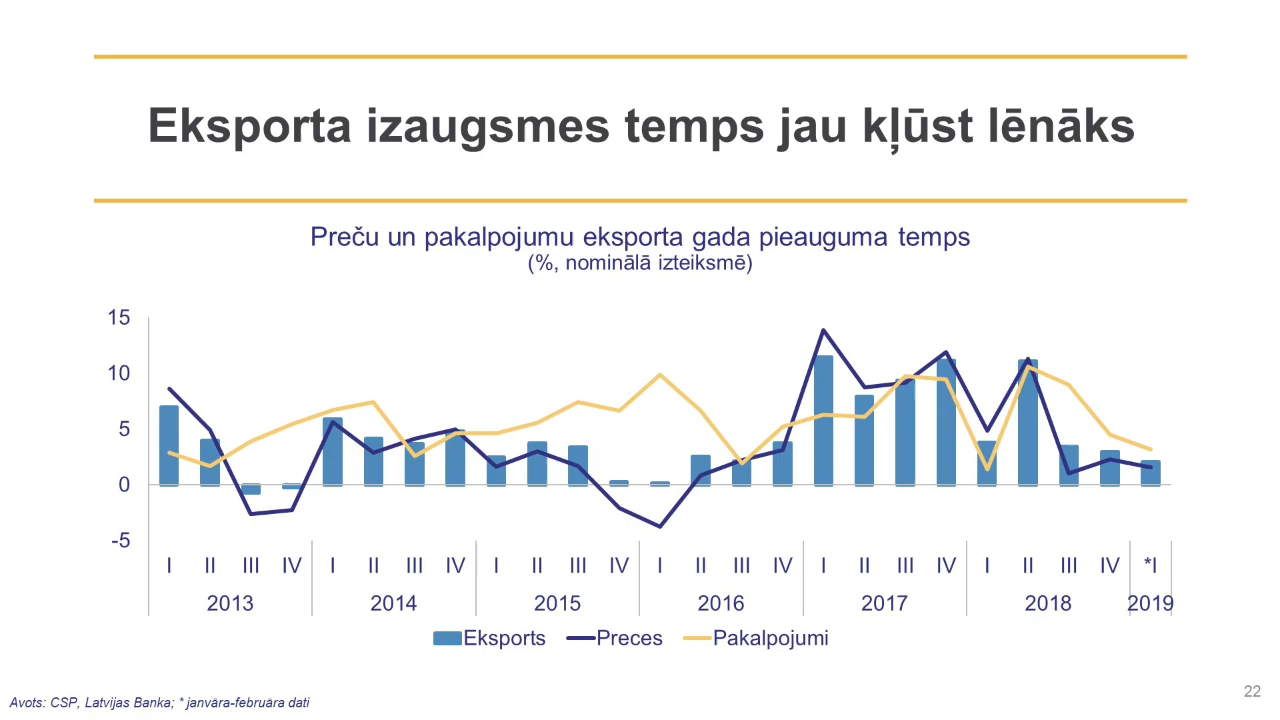 Eksporta izaugsmes temps jau kļūst lēnāks
Preču un pakalpojumu eksporta gada pieauguma temps
(%, nominālā izteiksmē)
15
10
5
0
-5
I II III IV I II III IV I II III IV I II III IV I II III IV I II III IV *I
2013 2014 2015 2016 2017 2018 2019
Eksports Preces Pakalpojumi
22
Avots: CSP, Latvijas Banka; * janvāra-februāra dati